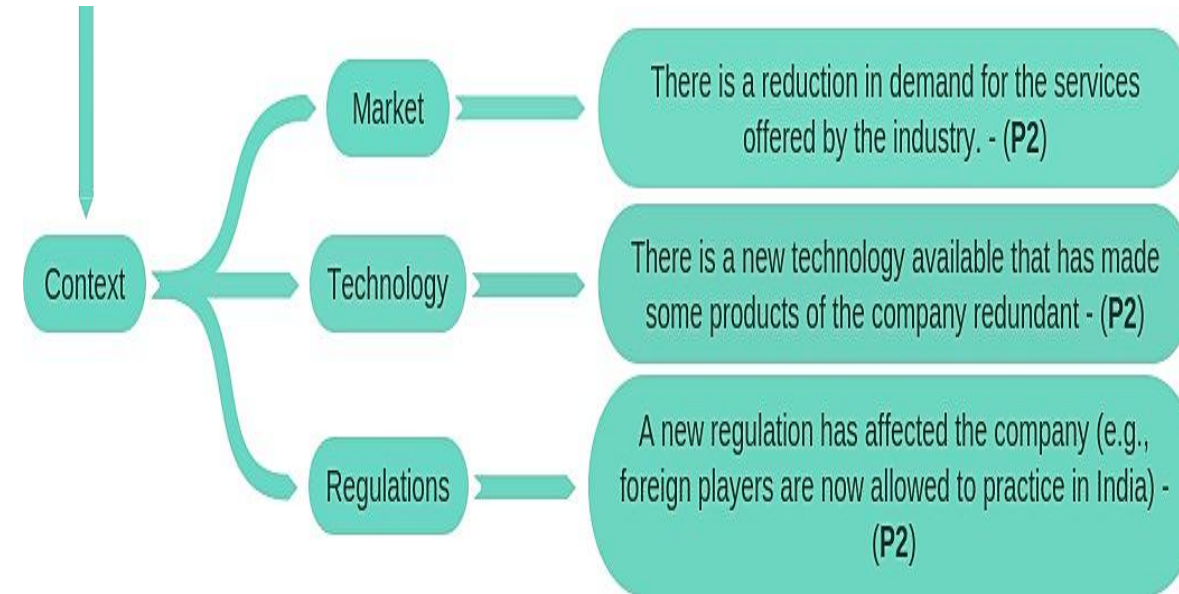 Market
There is a reduction in demand for the services
offered by the industry. - (P2)
Context
Technology
There is a new technology available that has made
some products of the company redundant - (P2)
Regulations
A new regulation has affected the company (e.g.,
foreign players are now allowed to practice in India) -
(P2)